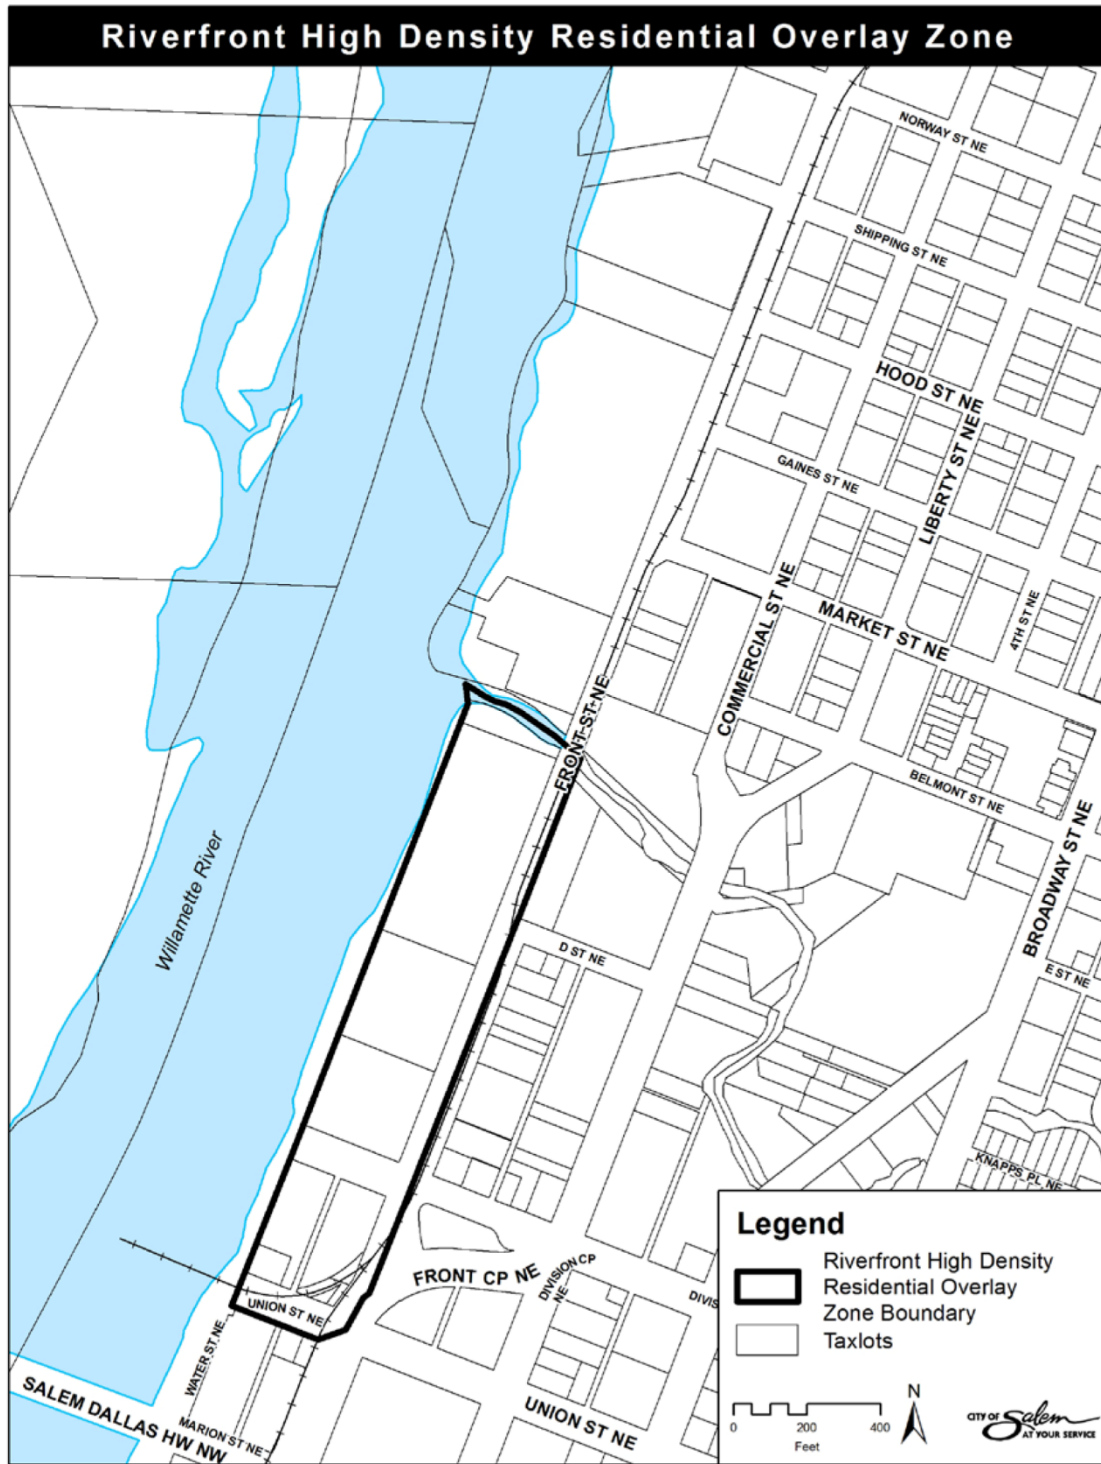 Riverfront High Density Residential Overlay Zone
NORWAY ST NE
SHIPPING ST NE
HOOD ST NE
LIBERTY ST NE
GAINES ST NE
4TH ST NE
MARKET ST NE
COMMERCIAL ST NE
FRONT ST NE
BELMONT ST NE
BROADWAY ST NE
Willamette River
D ST NE
E ST NE
KNAPPS PL NE
FRONT CP NE
DIVISION CP
NE
DIVIS
UNION ST NE
WATER ST NE
UNION ST NE
SALEM DALLAS HW NW
MARION ST NE
Legend
Riverfront High Density
Residential Overlay
Zone Boundary
Taxlots
N
0 200 400
Feet
CITY OF Salem
AT YOUR SERVICE